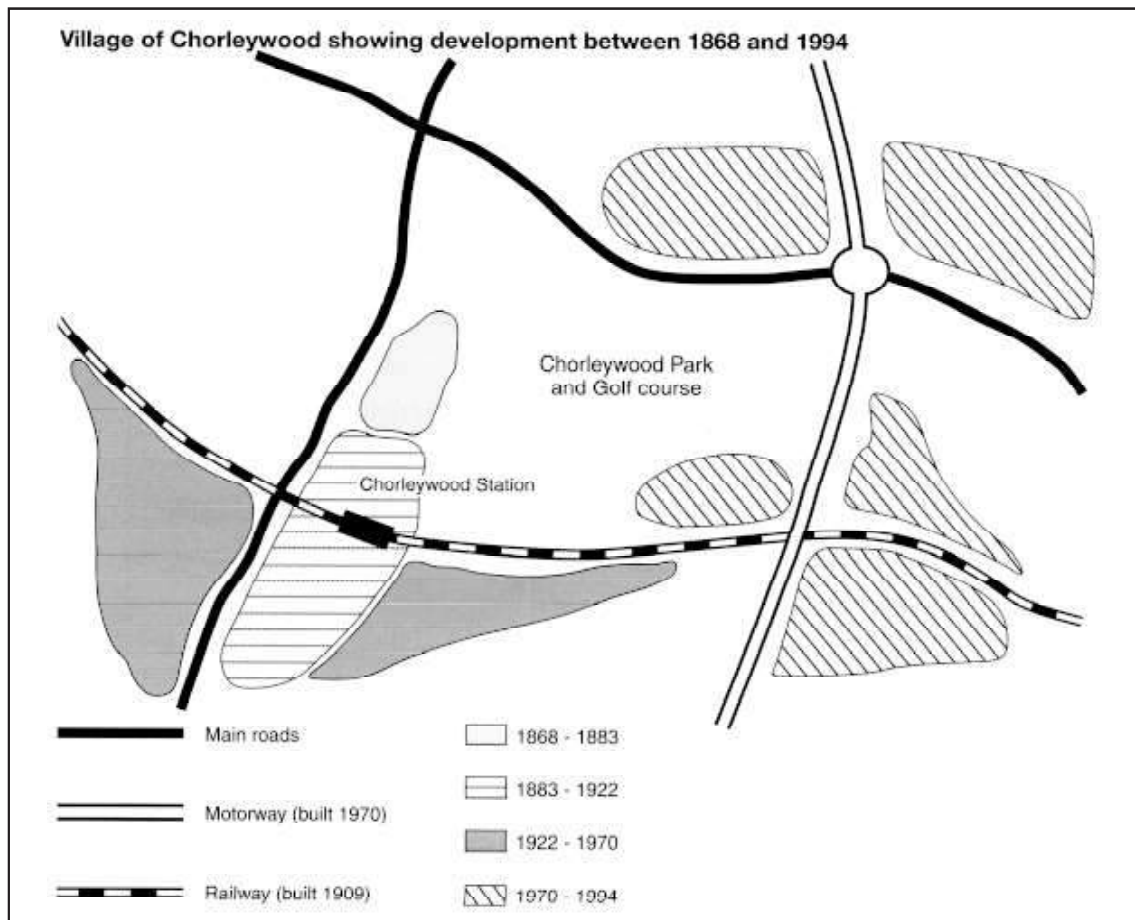 Village of Chorleywood showing development between 1868 and 1994
Chorleywood Park
and Golf course
Chorleywood Station
Main roads
Motorway (built 1970)
Railway (built 1909)
1868 - 1883
1883 - 1922
1922 - 1970
1970 - 1994